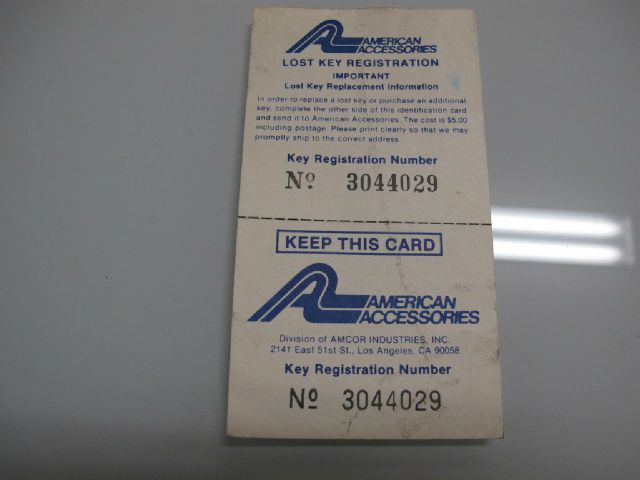 AMERICAN
ACCESSORIES
LOST KEY REGISTRATION
IMPORTANT
Lost Key Replacement Information
In order to replace a lost key or purchase an additional
key, complete the other side of this identification card
and send it to American Accessories. The cost is $5.00
including postage. Please print clearly so that we may
promptly ship to the correct address.
Key Registration Number
Nº 3044029
KEEP THIS CARD
AMERICAN
ACCESSORIES
Division of AMCOR INDUSTRIES, INC.
2141 East 51st St., Los Angeles, CA 90058
Key Registration Number
Nº 3044029